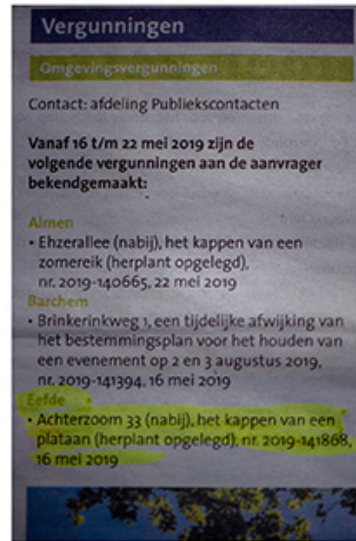 Vergunningen
Omgevingsvergunningen
Contact: afdeling Publiekscontacten
Vanaf 16 t/m 22 mei 2019 zijn de
volgende vergunningen aan de aanvrager
bekendgemaakt:
Almen
• Ehzerallee (nabij), het kappen van een
zomereik (herplant opgelegd),
nr. 2019-140665, 22 mei 2019
Barchem
• Brinkerinkweg 1, een tijdelijke afwijking van
het bestemmingsplan voor het houden van
een evenement op 2 en 3 augustus 2019,
nr. 2019-141394, 16 mei 2019
Eefde
• Achterzoom 33 (nabij), het kappen van een
plataan (herplant opgelegd), nr. 2019-141868,
16 mei 2019